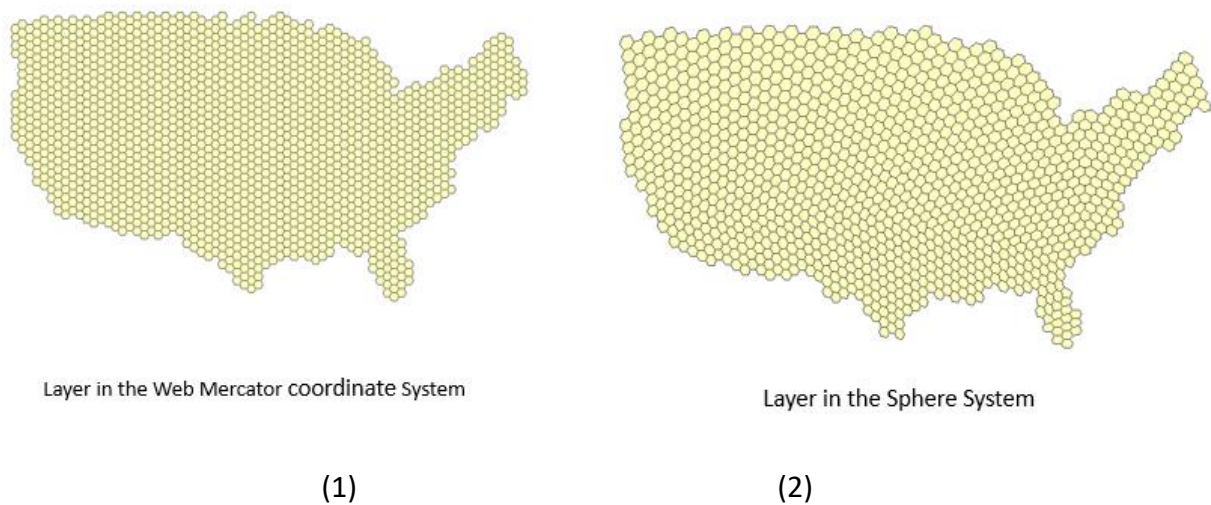 Layer in the Web Mercator coordinate System
Layer in the Sphere System
(1)
(2)